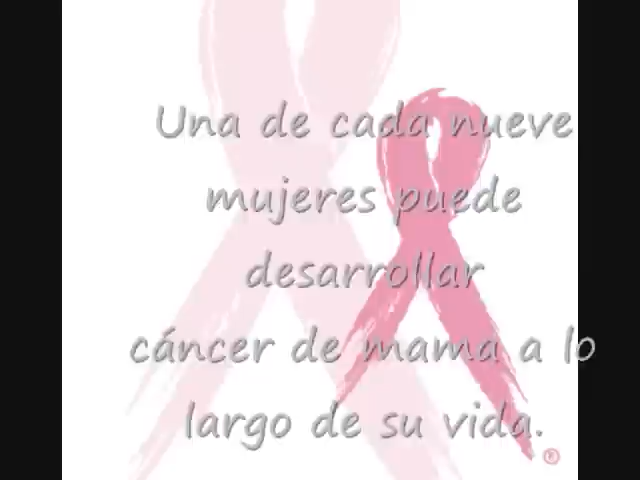 Una de cada nueve
mujeres puede
desarrollar
cáncer de mama a lo
largo de su vida.